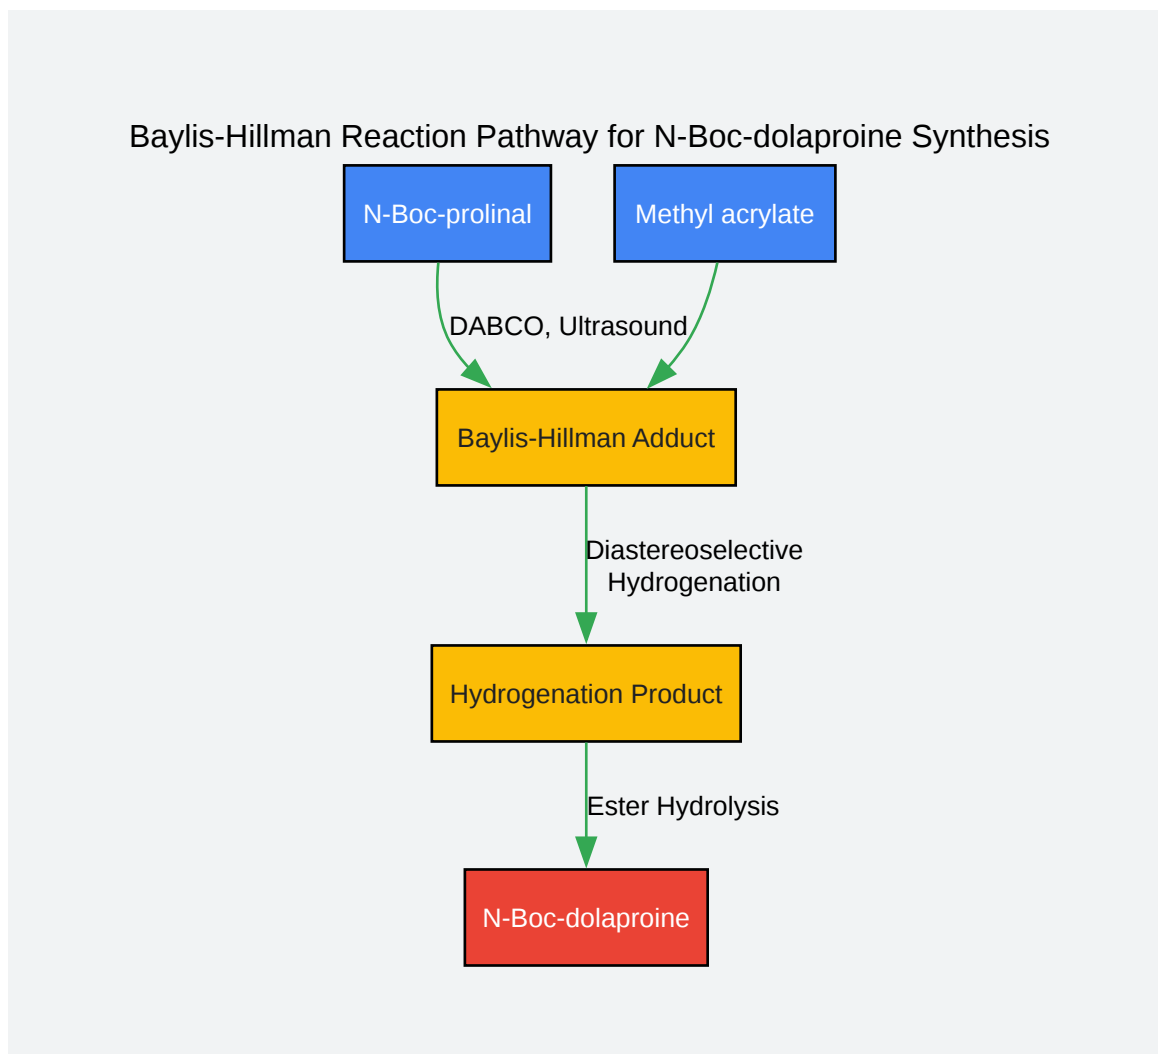 Baylis-Hillman Reaction Pathway for N-Boc-dolaproine Synthesis
N-Boc-prolinal
Methyl acrylate
DABCO, Ultrasound
Baylis-Hillman Adduct
Diastereoselective
Hydrogenation
Hydrogenation Product
Ester Hydrolysis
N-Boc-dolaproine